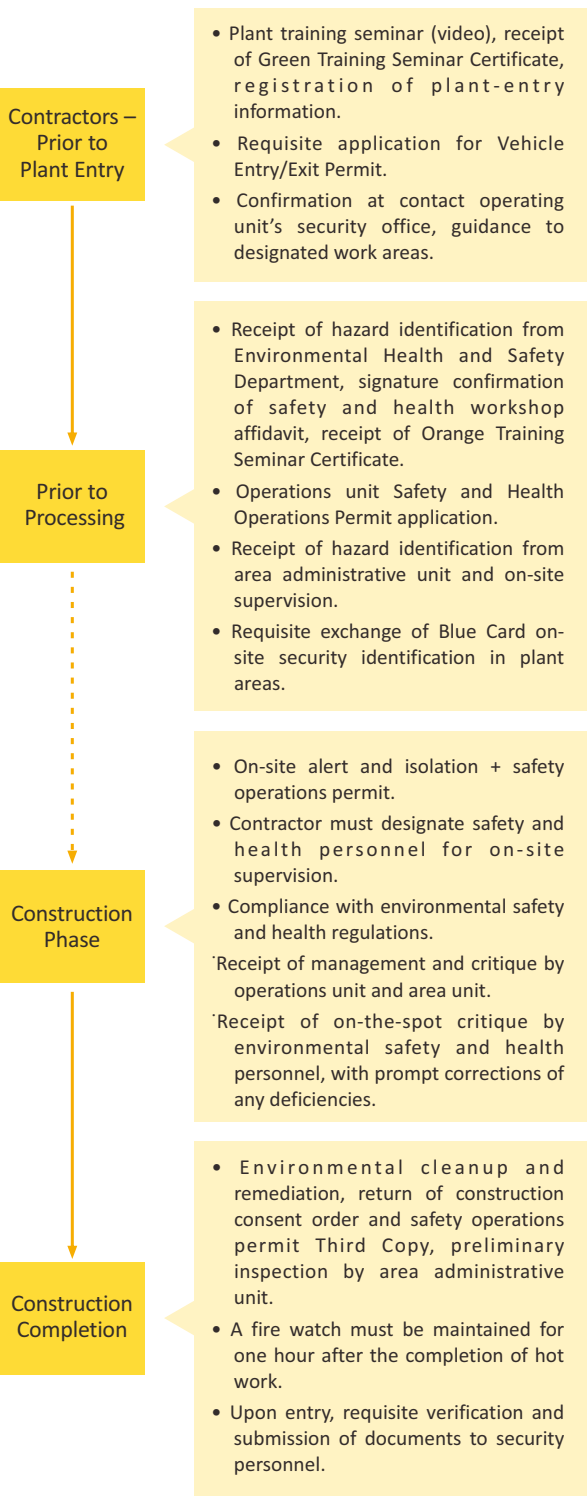 Contractors –
Prior to
Plant Entry
• Plant training seminar (video), receipt
of Green Training Seminar Certificate,
registration of plant-entry
information.
• Requisite application for Vehicle
Entry/Exit Permit.
• Confirmation at contact operating
unit's security office, guidance to
designated work areas.
Prior to
Processing
• Receipt of hazard identification from
Environmental Health and Safety
Department, signature confirmation
of safety and health workshop
affidavit, receipt of Orange Training
Seminar Certificate.
• Operations unit Safety and Health
Operations Permit application.
• Receipt of hazard identification from
area administrative unit and on-site
supervision.
• Requisite exchange of Blue Card on-
site security identification in plant
areas.
Construction
Phase
• On-site alert and isolation + safety
operations permit.
• Contractor must designate safety and
health personnel for on-site
supervision.
• Compliance with environmental safety
and health regulations.
˙Receipt of management and critique by
operations unit and area unit.
˙Receipt of on-the-spot critique by
environmental safety and health
personnel, with prompt corrections of
any deficiencies.
Construction
Completion
• Environmental cleanup and
remediation, return of construction
consent order and safety operations
permit Third Copy, preliminary
inspection by area administrative
unit.
• A fire watch must be maintained for
one hour after the completion of hot
work.
• Upon entry, requisite verification and
submission of documents to security
personnel.